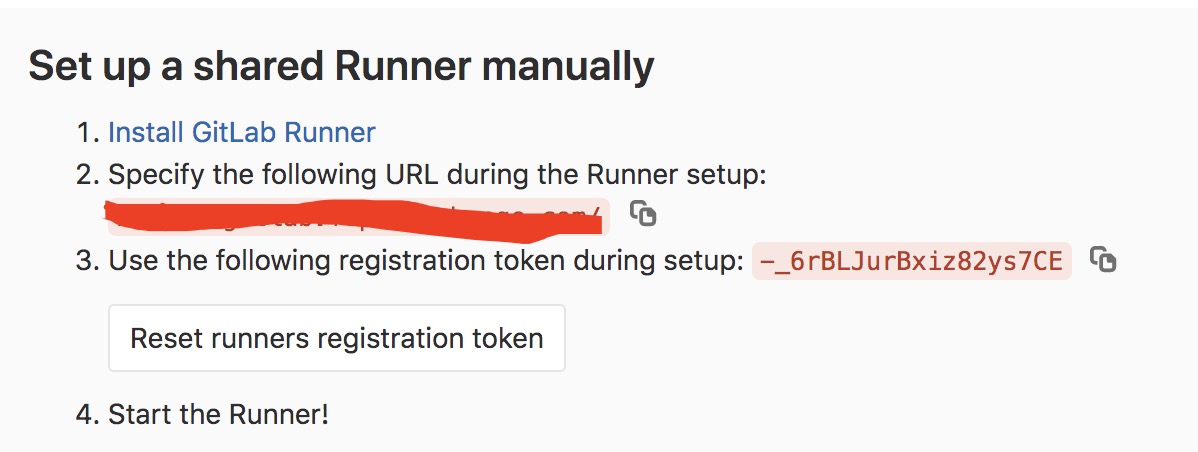 Set up a shared Runner manually
1. Install GitLab Runner
2. Specify the following URL during the Runner setup:
3. Use the following registration token during setup: -_6rBLJurBxiz82ys7CE
Reset runners registration token
4. Start the Runner!